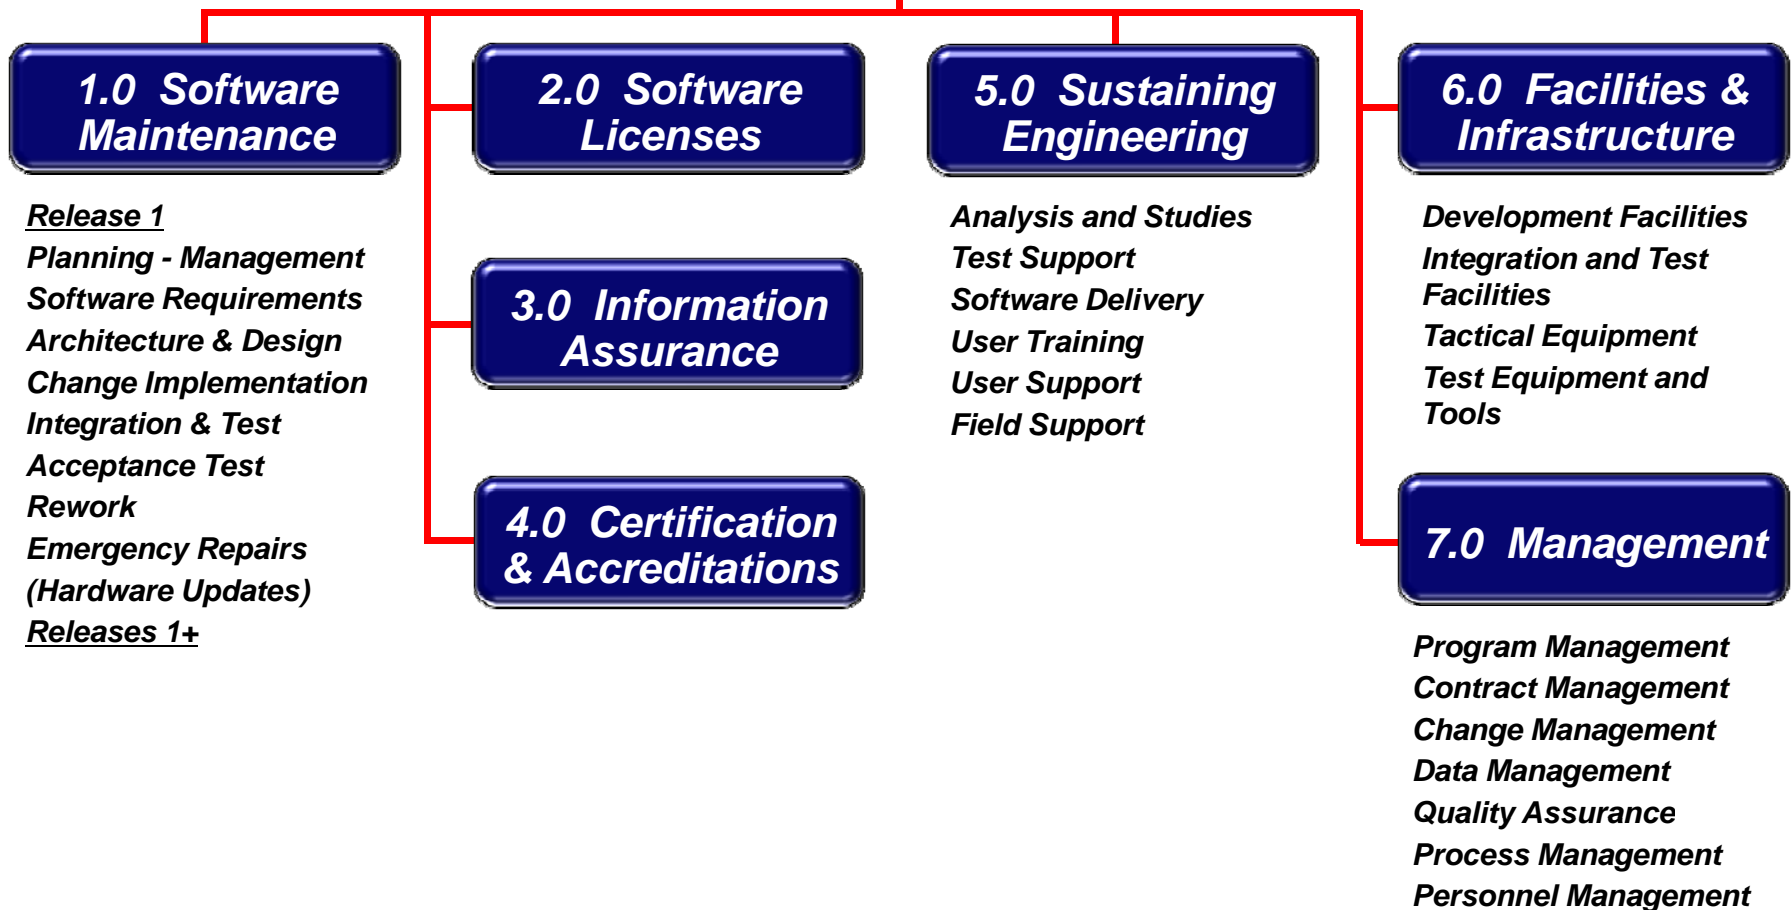 1.0 Software
Maintenance
Release 1
Planning - Management
Software Requirements
Architecture & Design
Change Implementation
Integration & Test
Acceptance Test
Rework
Emergency Repairs
(Hardware Updates)
Releases 1+
2.0 Software
Licenses
3.0 Information
Assurance
4.0 Certification
& Accreditations
5.0 Sustaining
Engineering
Analysis and Studies
Test Support
Software Delivery
User Training
User Support
Field Support
6.0 Facilities &
Infrastructure
Development Facilities
Integration and Test
Facilities
Tactical Equipment
Test Equipment and
Tools
7.0 Management
Program Management
Contract Management
Change Management
Data Management
Quality Assurance
Process Management
Personnel Management